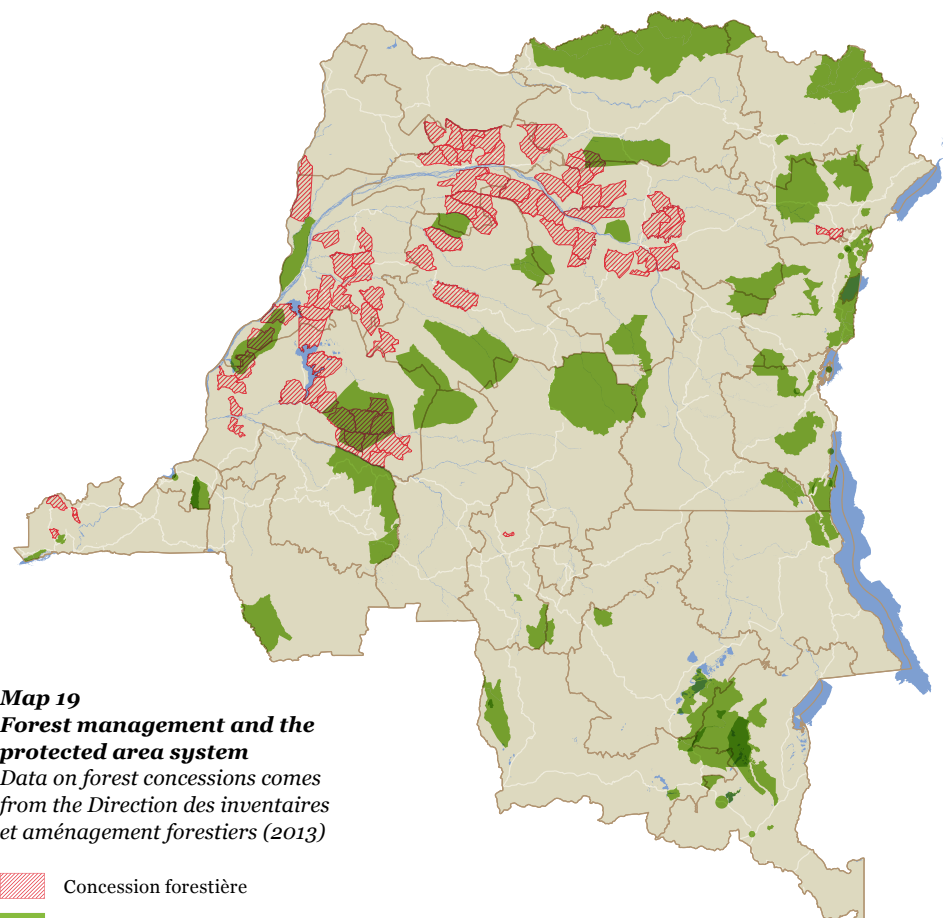 Map 19
Forest management and the
protected area system
Data on forest concessions comes
from the Direction des inventaires
et aménagement forestiers (2013)
Concession forestière